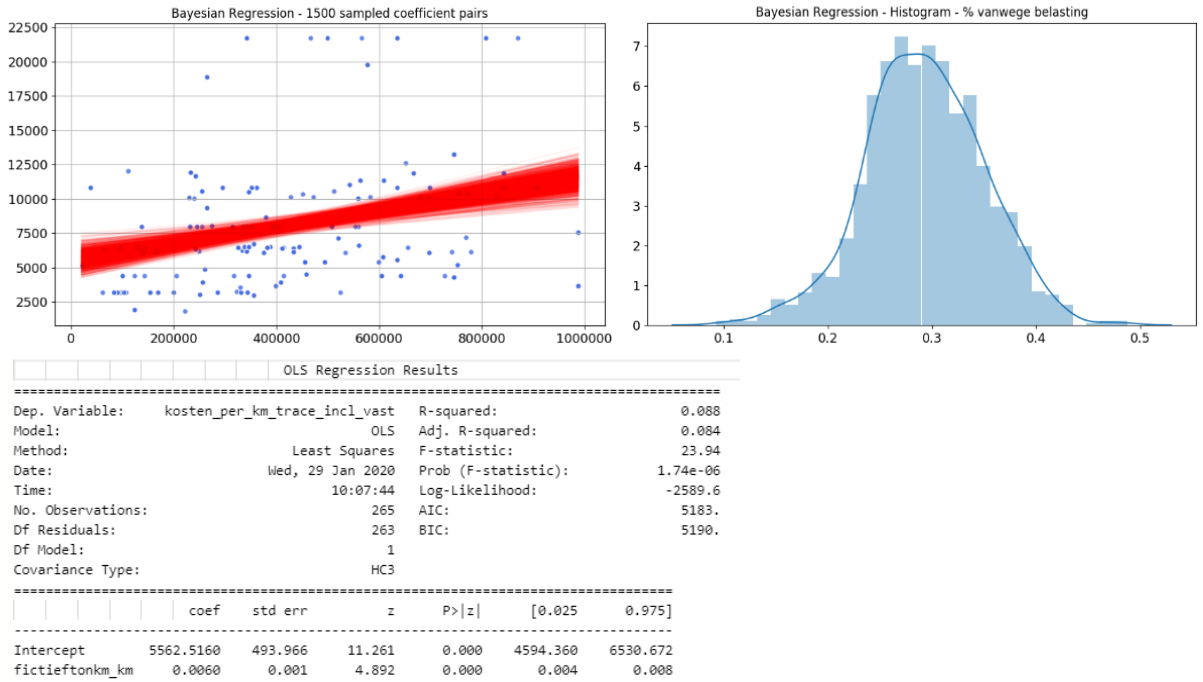 Bayesian Regression - 1500 sampled coefficient pairs
22500
20000
17500
15000
12500
10000
7500
5000
2500
0 200000 400000 600000 800000 1000000
Bayesian Regression - Histogram - % vanwege belasting
7
6
5
4
3
2
1
0
0.1 0.2 0.3 0.4 0.5
OLS Regression Results
==============================================================================
Dep. Variable: kosten_per_km_trace_incl_vast R-squared: 0.088
Model: OLS Adj. R-squared: 0.084
Method: Least Squares F-statistic: 23.94
Date: Wed, 29 Jan 2020 Prob (F-statistic): 1.74e-06
Time: 10:07:44 Log-Likelihood: -2589.6
No. Observations: 265 AIC: 5183.
Df Residuals: 263 BIC: 5190.
Df Model: 1
Covariance Type: HC3
==============================================================================
coef std err z P>|z| [0.025 0.975]
------------------------------------------------------------------------------
Intercept 5562.5160 493.966 11.261 0.000 4594.360 6530.672
fictieftonkm_km 0.0060 0.001 4.892 0.000 0.004 0.008